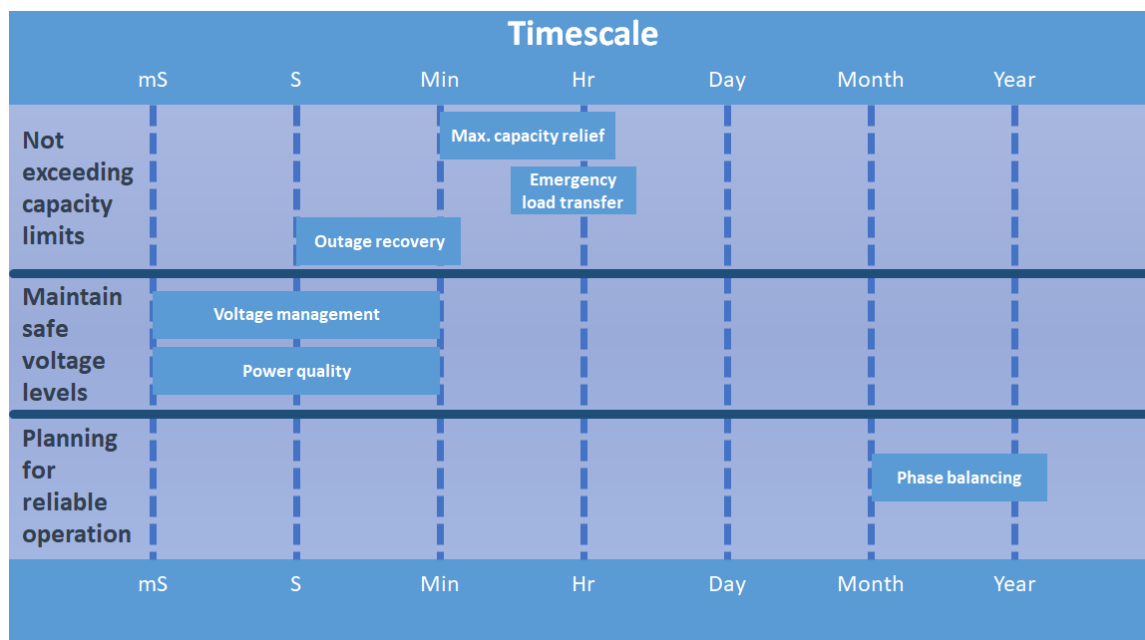 Timescale
mS S Min Hr Day Month Year
Not
exceeding
capacity
limits
Max. capacity relief
Emergency
load transfer
Outage recovery
Maintain
safe
voltage
levels
Voltage management
Power quality
Planning
for
reliable
operation
Phase balancing
mS S Min Hr Day Month Year